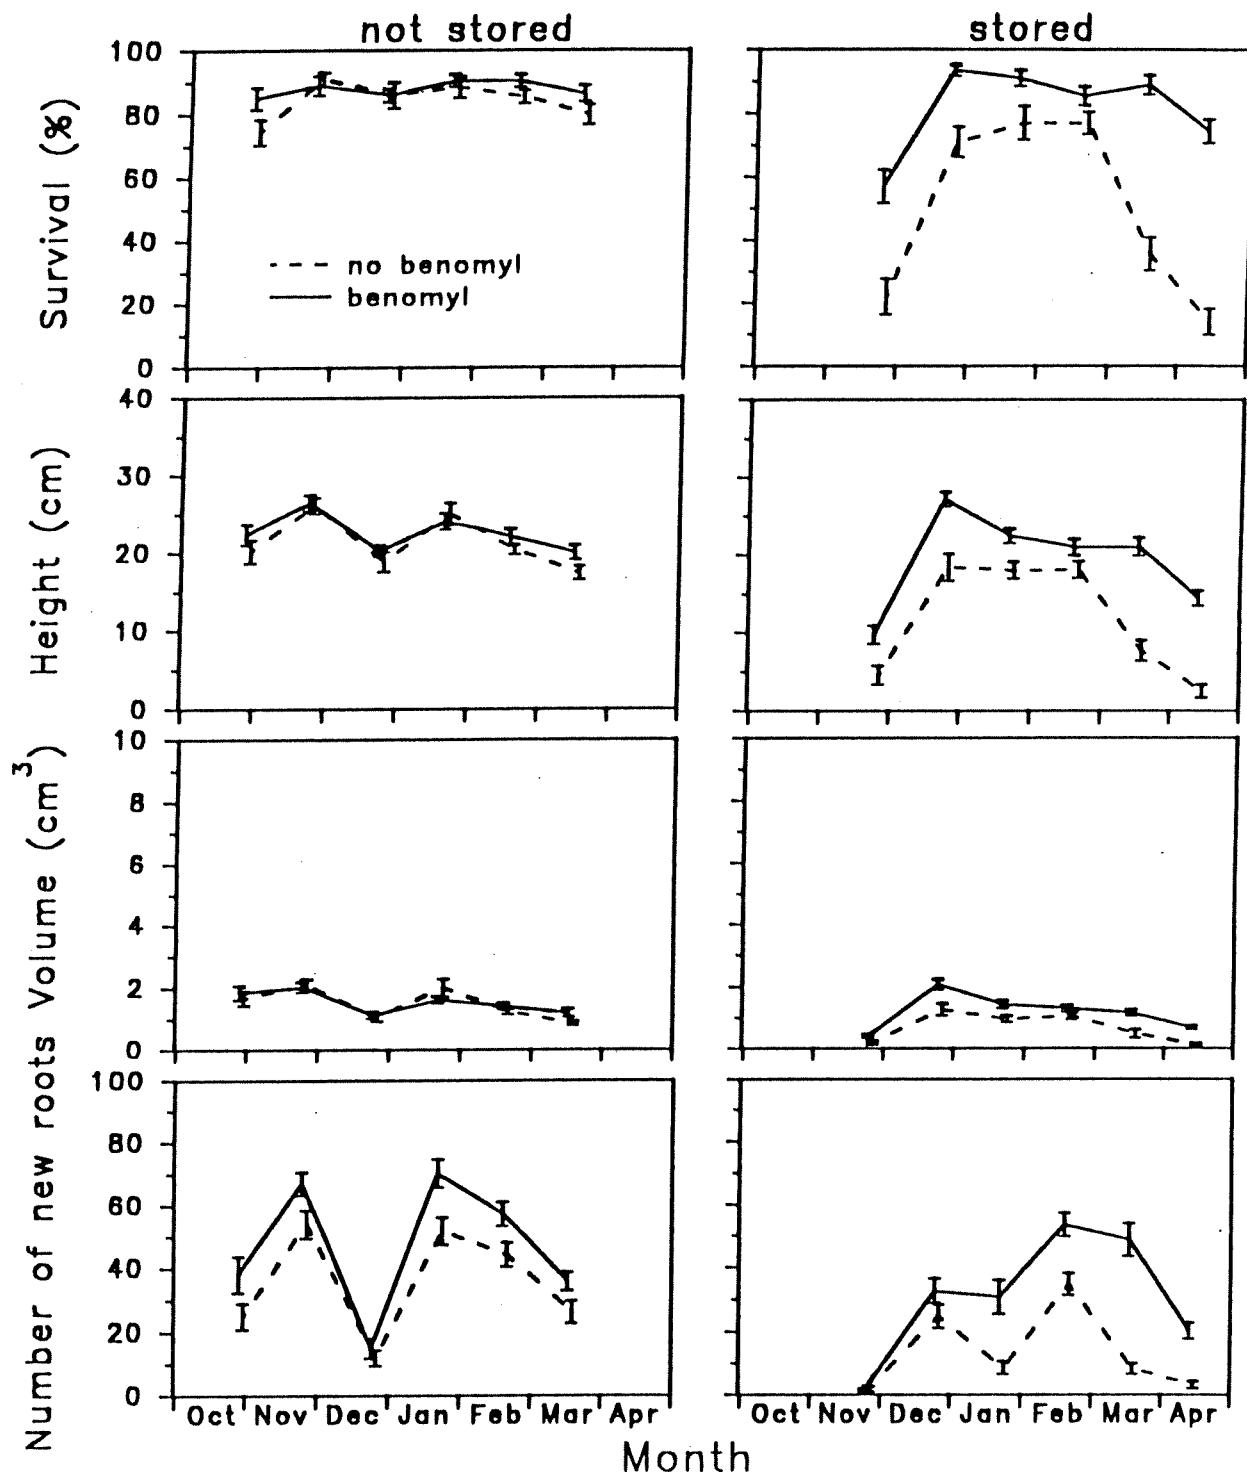 not stored stored
Survival (%)
100
80
60
40
20
0
no benomyl
benomyl
Height (cm)
40
30
20
10
0
Volume (cm³)
10
8
6
4
2
0
Number of new roots
100
80
60
40
20
0
Oct Nov Dec Jan Feb Mar Apr Oct Nov Dec Jan Feb Mar Apr
Month